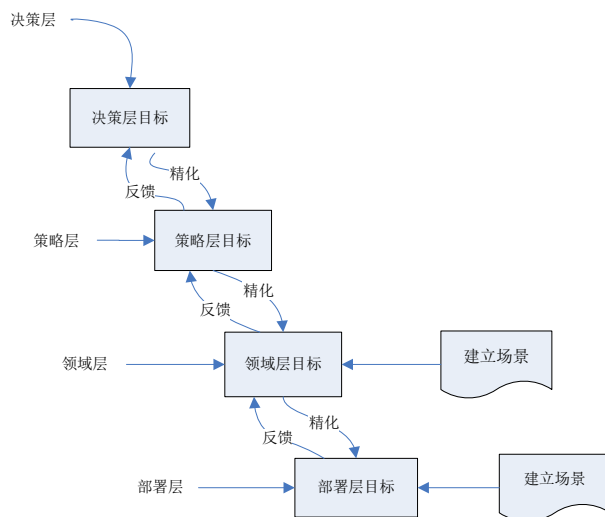 决策层
决策层目标
精化
反馈
策略层
策略层目标
精化
反馈
领域层
领域层目标
建立场景
精化
反馈
部署层
部署层目标
建立场景